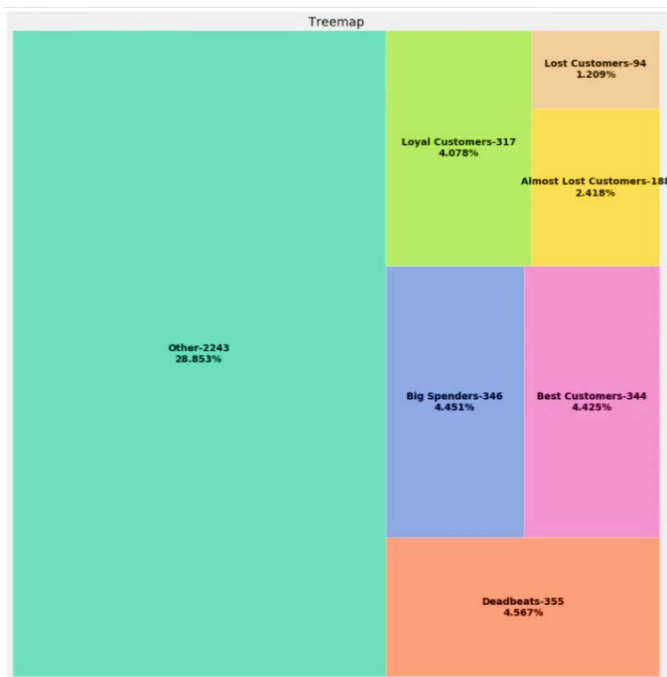 Treemap
Lost Customers-94
1.209%
Loyal Customers-317
4.078%
Almost Lost Customers-188
2.418%
Other-2243
28.853%
Big Spenders-346
4.451%
Best Customers-344
4.425%
Deadbeats-355
4.567%